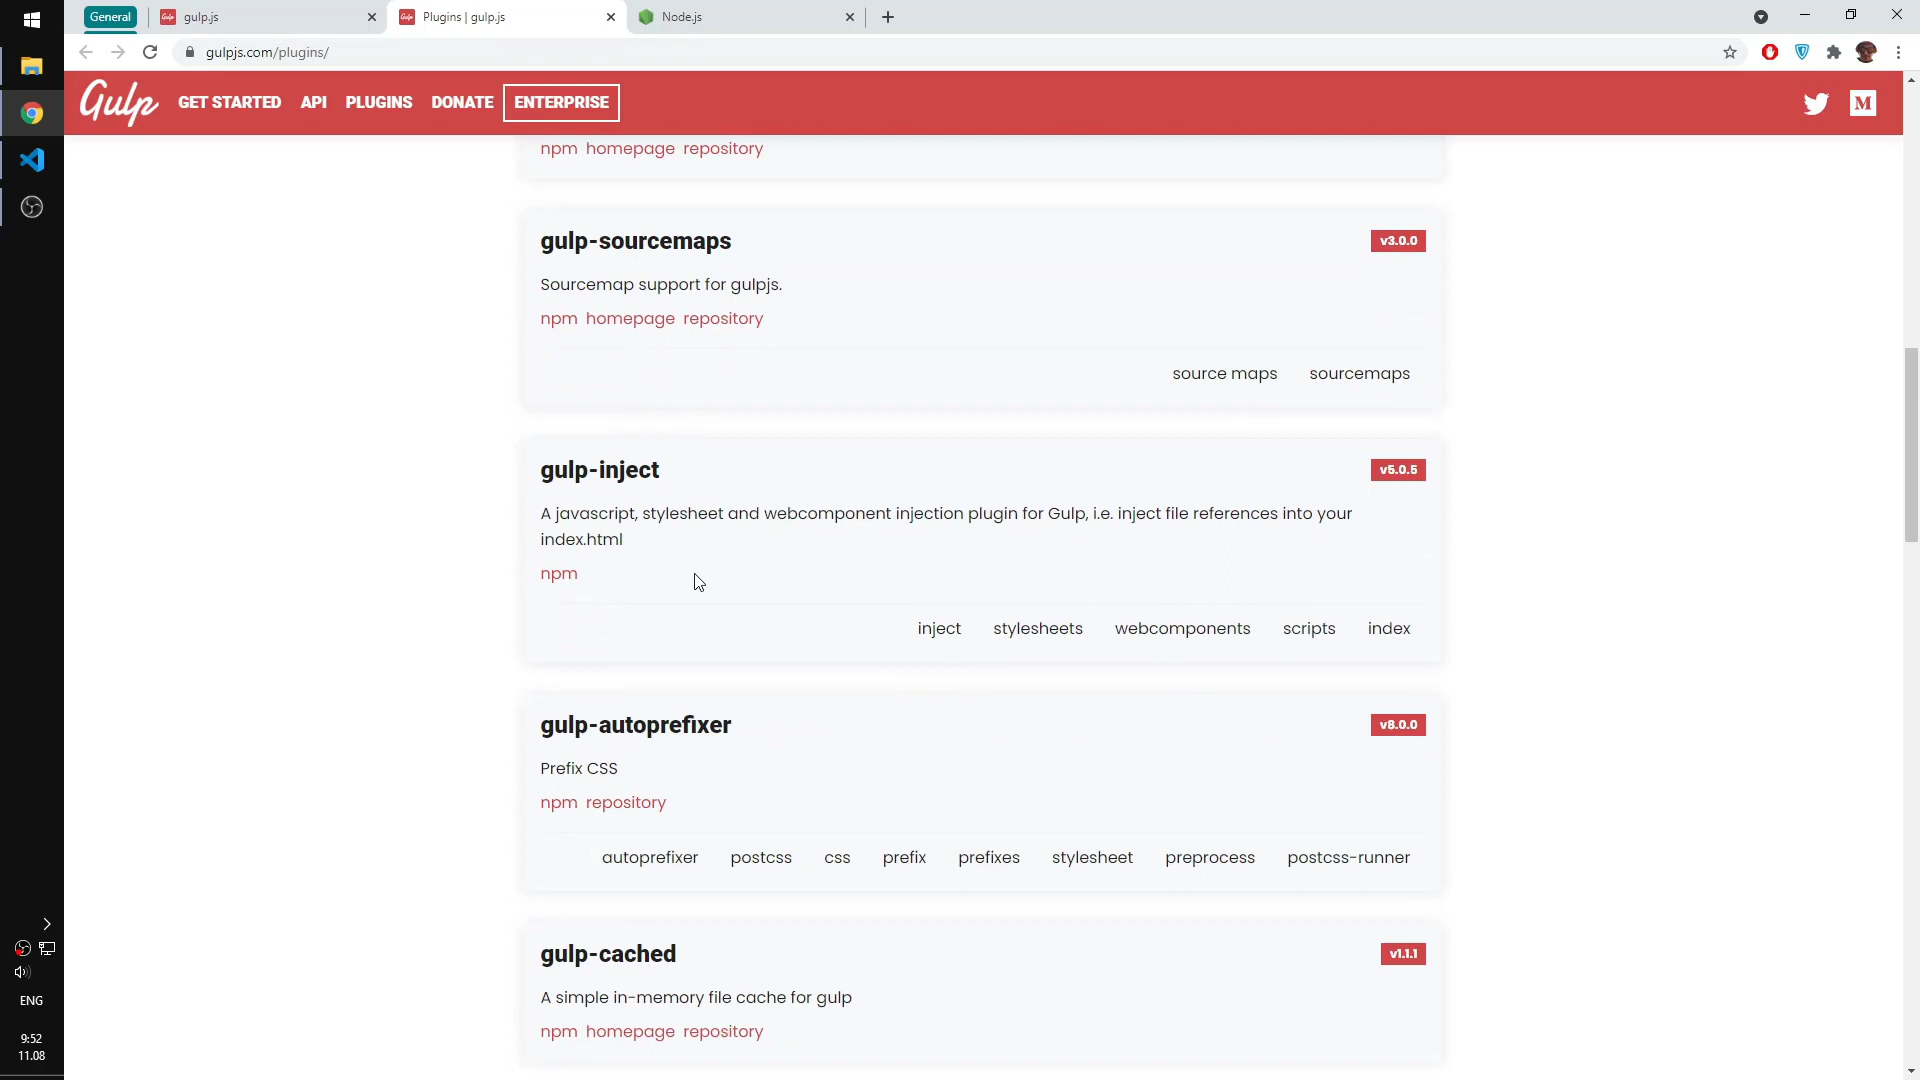 General
gulp.js
Plugins | gulp.js
Node.js
gulpjs.com/plugins/
Gulp
GET STARTED
API
PLUGINS
DONATE
ENTERPRISE
M
npm homepage repository
gulp-sourcemaps
v3.0.0
Sourcemap support for gulpjs.
npm homepage repository
source maps sourcemaps
gulp-inject
v5.0.5
A javascript, stylesheet and webcomponent injection plugin for Gulp, i.e. inject file references into your
index.html
npm
inject stylesheets webcomponents scripts index
gulp-autoprefixer
v8.0.0
Prefix CSS
npm repository
autoprefixer postcss css prefix prefixes stylesheet preprocess postcss-runner
gulp-cached
v1.1.1
A simple in-memory file cache for gulp
npm homepage repository
ENG
9:52
11.08